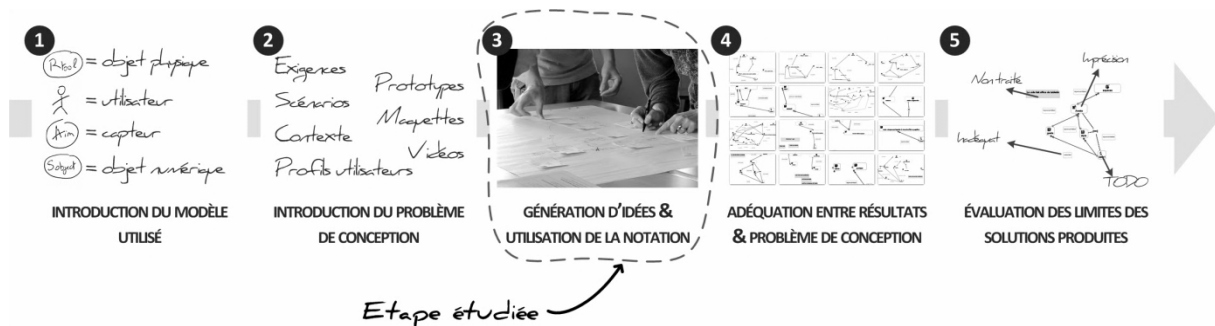 1
Rtool = objet physique
= utilisateur
Aim = capteur
Sobject = objet numérique
INTRODUCTION DU MODÈLE
UTILISÉ
2
Exigences
Prototypes
Scénarios
Maquettes
Contexte
Vidéos
Profils utilisateurs
INTRODUCTION DU PROBLÈME
DE CONCEPTION
3
GÉNÉRATION D'IDÉES &
UTILISATION DE LA NOTATION
4
ADÉQUATION ENTRE RÉSULTATS
& PROBLÈME DE CONCEPTION
5
Imprécision
Non traité
Inadéquat
TODO
ÉVALUATION DES LIMITES DES
SOLUTIONS PRODUITES
Etape étudiée